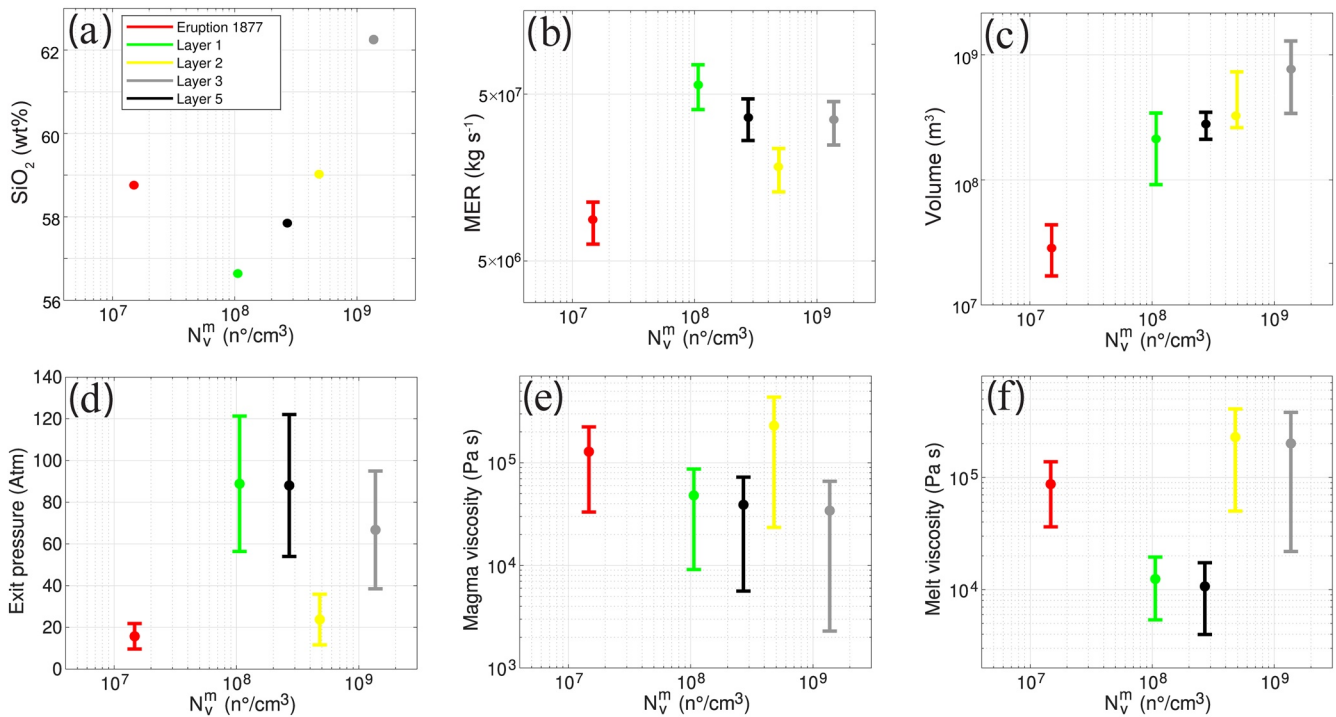 (a)
62
60
58
56
SiO2 (wt%)
Eruption 1877
Layer 1
Layer 2
Layer 3
Layer 5
10^7
10^8
10^9
N_v^m (n°/cm³)
(b)
5×10^7
5×10^6
MER (kg s⁻¹)
10^7
10^8
10^9
N_v^m (n°/cm³)
(c)
10^9
10^8
10^7
Volume (m³)
10^7
10^8
10^9
N_v^m (n°/cm³)
(d)
140
120
100
80
60
40
20
0
Exit pressure (Atm)
10^7
10^8
10^9
N_v^m (n°/cm³)
(e)
10^5
10^4
10^3
Magma viscosity (Pa s)
10^7
10^8
10^9
N_v^m (n°/cm³)
(f)
10^5
10^4
Melt viscosity (Pa s)
10^7
10^8
10^9
N_v^m (n°/cm³)